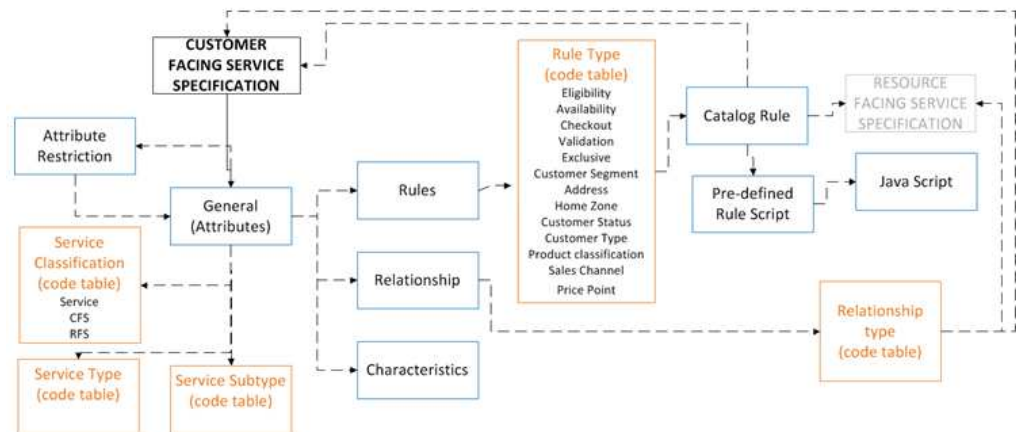 CUSTOMER
FACING SERVICE
SPECIFICATION
Attribute
Restriction
General
(Attributes)
Service
Classification
(code table)
Service
CFS
RFS
Service Type
(code table)
Service Subtype
(code table)
Rules
Relationship
Characteristics
Rule Type
(code table)
Eligibility
Availability
Checkout
Validation
Exclusive
Customer Segment
Address
Home Zone
Customer Status
Customer Type
Product classification
Sales Channel
Price Point
Catalog Rule
Pre-defined
Rule Script
RESOURCE
FACING SERVICE
SPECIFICATION
Java Script
Relationship
type
(code table)